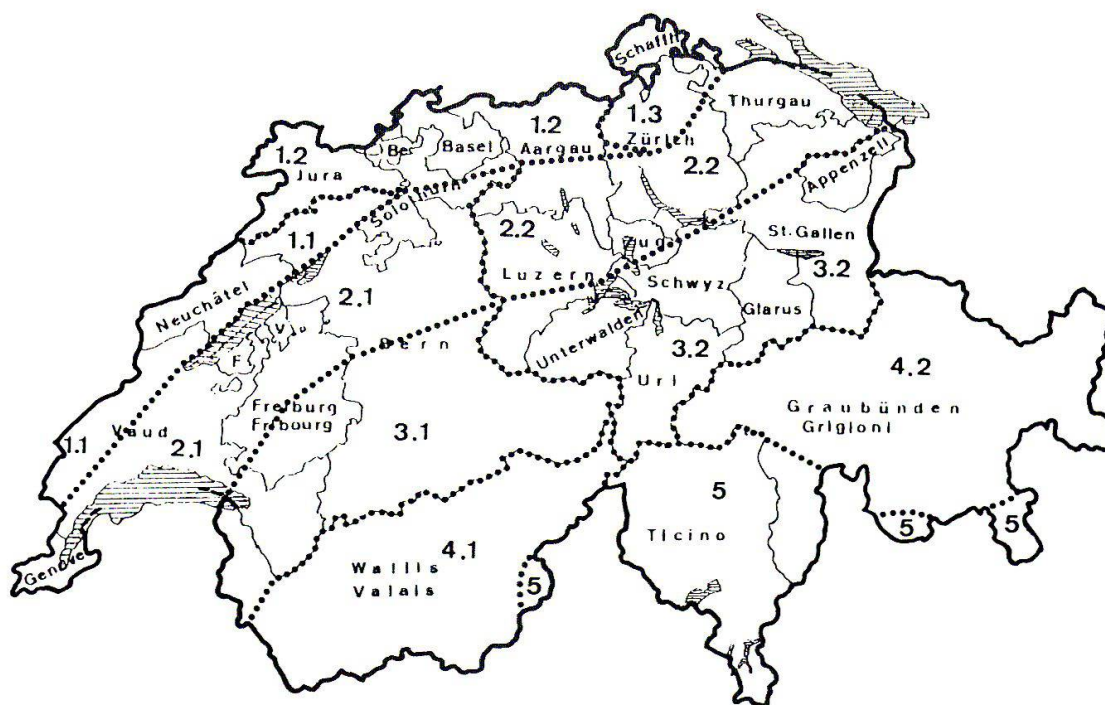 Schaffh
Thurgau
1.3
Zürich
1.2
Aargau
Basel
Be
1.2
Jura
Solothurn
2.2
Appenzell
1.1
2.2
Zug
St.Gallen
Luzern
Schwyz
3.2
Neuchâtel
2.1
Glarus
Unterwalden
Bern
3.2
F
V
Uri
4.2
Freiburg
Fribourg
Graubünden
Grigioni
3.1
1.1
Vaud
2.1
5
Ticino
5
5
4.1
Wallis
Valais
5
Genève